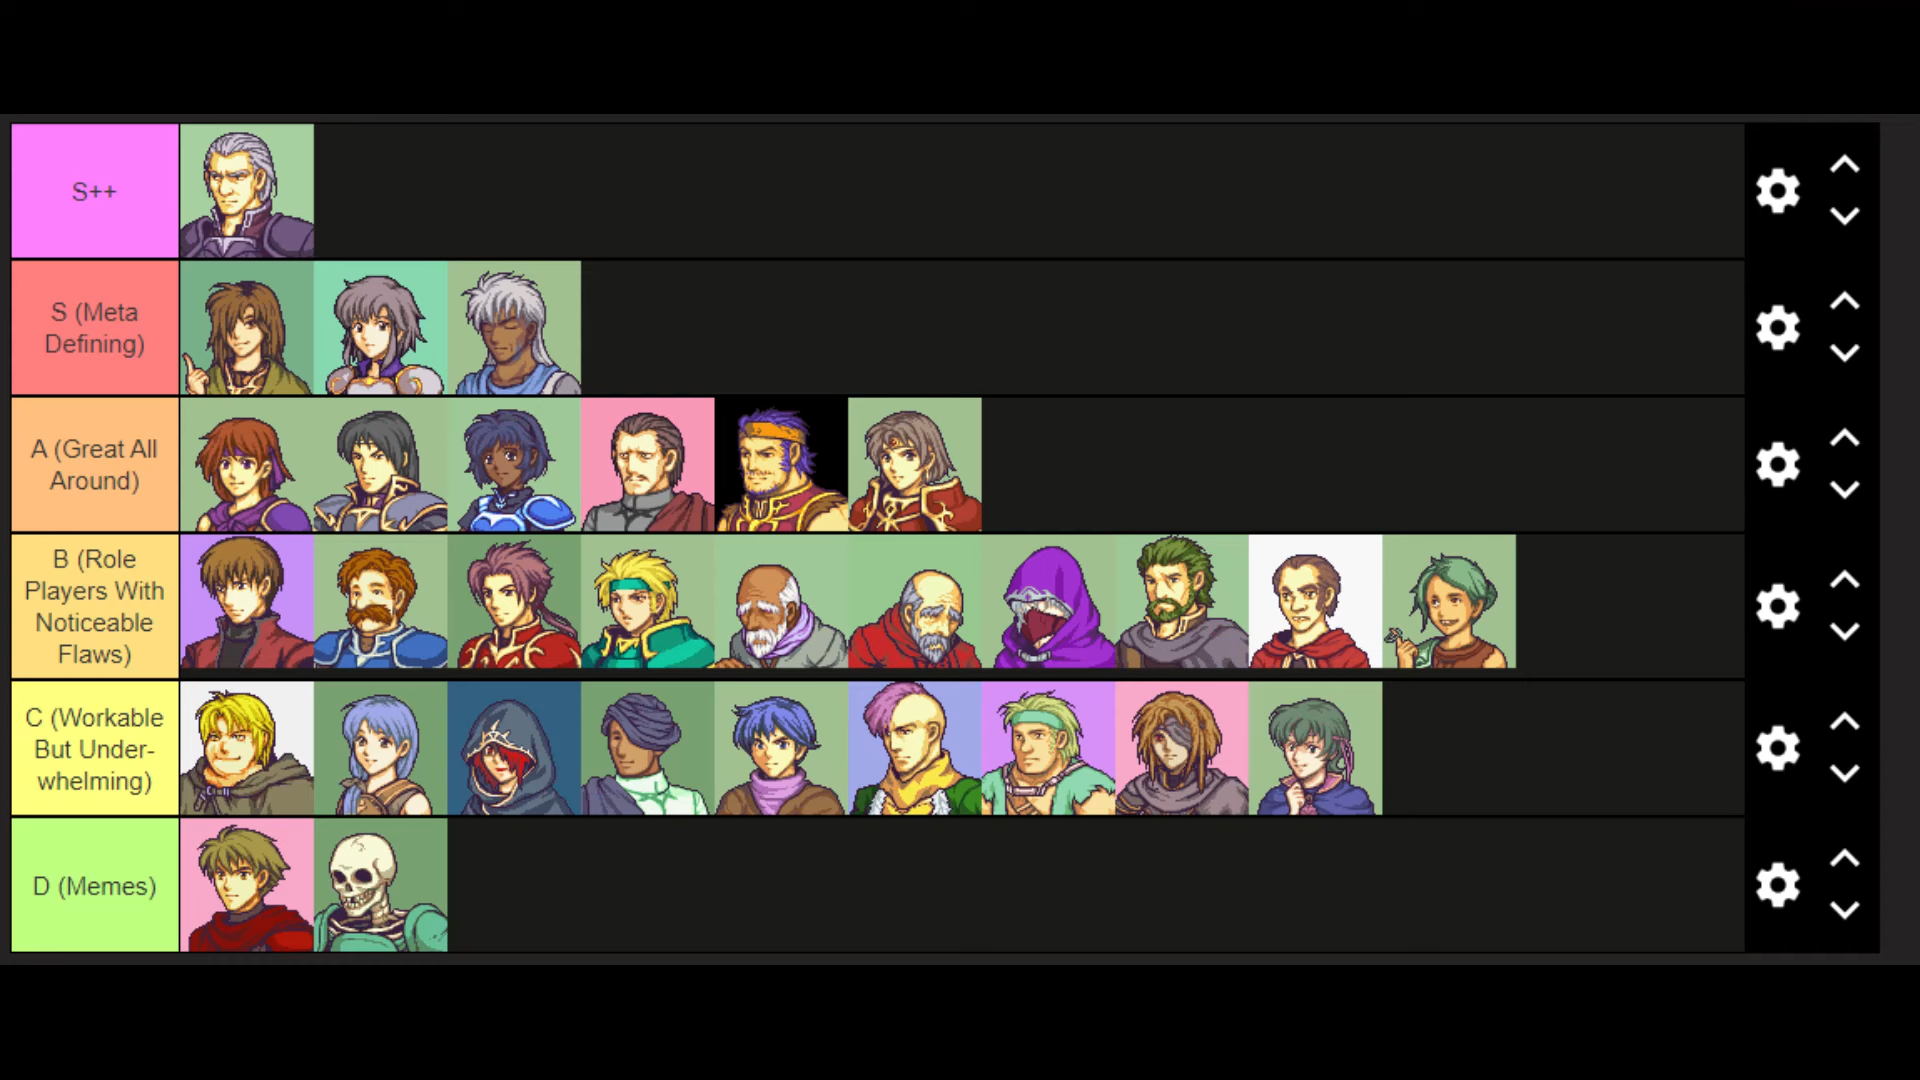 S++
S (Meta
Defining)
A (Great All
Around)
B (Role
Players With
Noticeable
Flaws)
C (Workable
But Under-
whelming)
D (Memes)